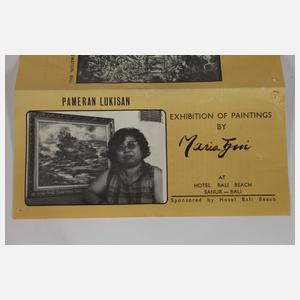 PAMERAN LUKISAN
EXHIBITION OF PAINTINGS
BY
Maria Tjui
AT
HOTEL BALI BEACH
SANUR — BALI
Sponsored by Hotel Bali Beach